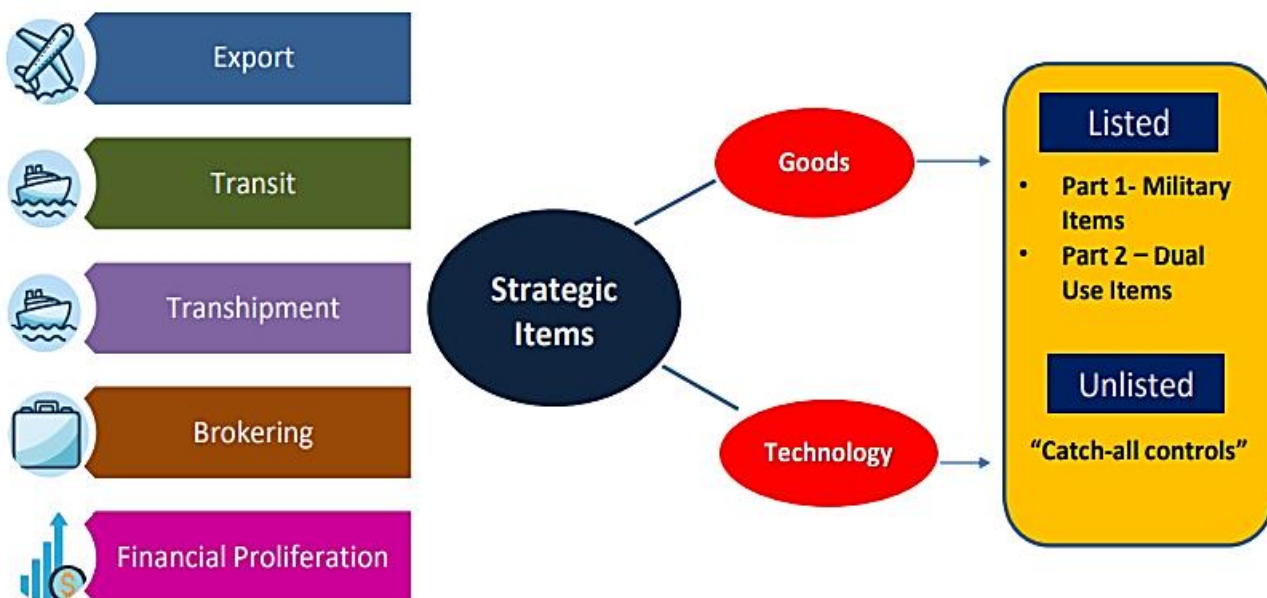 Export
Transit
Transhipment
Brokering
Financial Proliferation
Strategic
Items
Goods
Technology
Listed
• Part 1- Military
Items
• Part 2 – Dual
Use Items
Unlisted
“Catch-all controls”
$